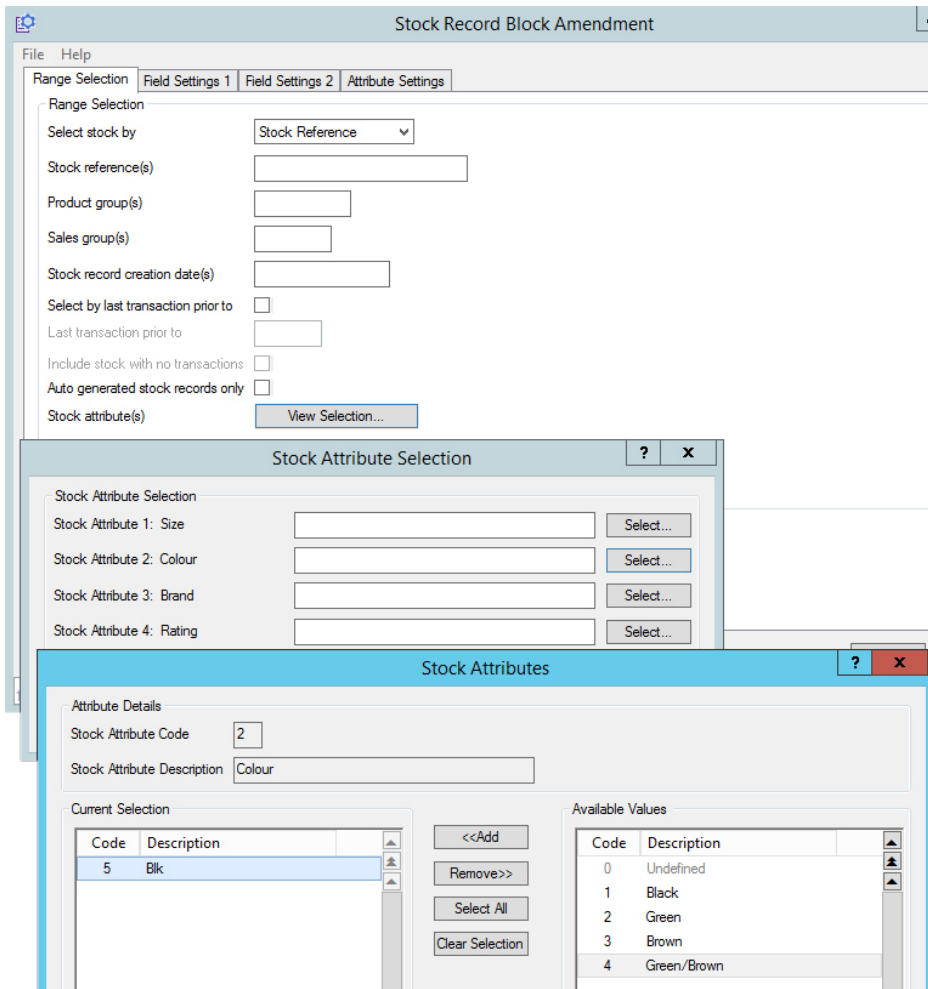 Stock Record Block Amendment
File Help
Range Selection Field Settings 1 Field Settings 2 Attribute Settings
Range Selection
Select stock by Stock Reference
Stock reference(s)
Product group(s)
Sales group(s)
Stock record creation date(s)
Select by last transaction prior to
Last transaction prior to
Include stock with no transactions
Auto generated stock records only
Stock attribute(s) View Selection...
Stock Attribute Selection ? x
Stock Attribute Selection
Stock Attribute 1: Size Select...
Stock Attribute 2: Colour Select...
Stock Attribute 3: Brand Select...
Stock Attribute 4: Rating Select...
Stock Attributes ? x
Attribute Details
Stock Attribute Code 2
Stock Attribute Description Colour
Current Selection Available Values
Code Description <<Add Code Description
5 Blk Remove>> 0 Undefined
1 Black
Select All 2 Green
Clear Selection 3 Brown
4 Green/Brown